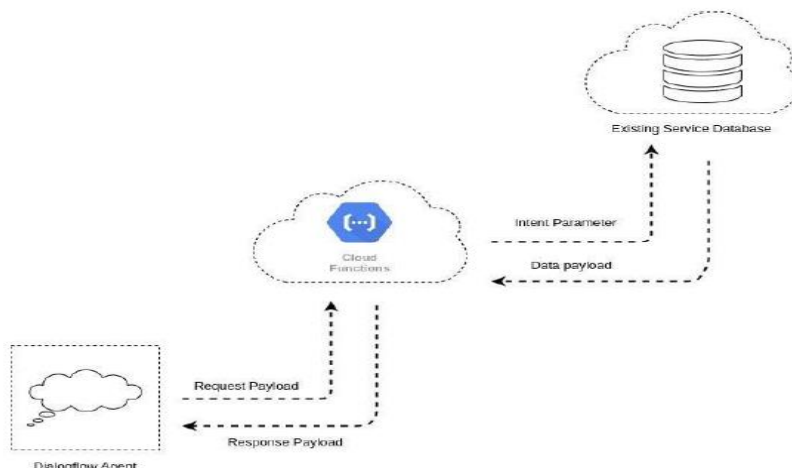 Existing Service Database
Intent Parameter
Cloud
Functions
Data payload
Request Payload
Response Payload
Dialogflow Agent